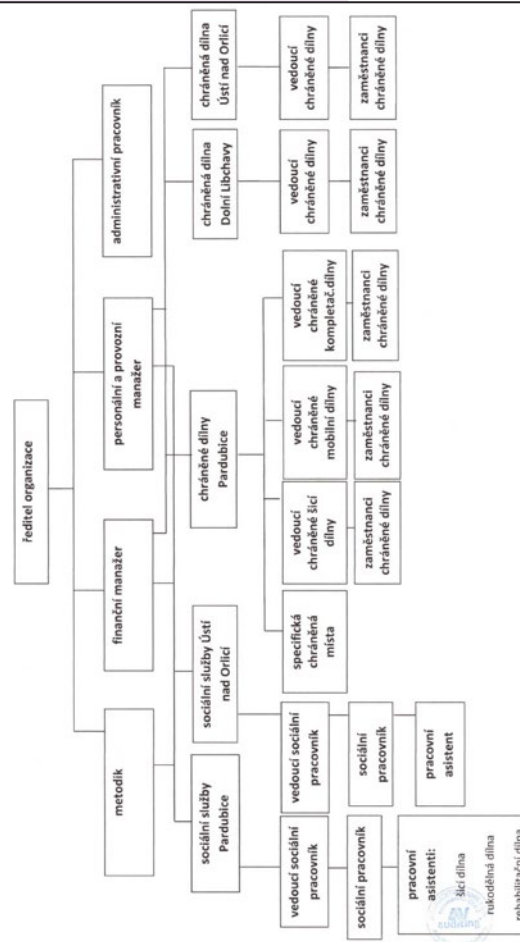 ředitel organizace
metodik
finanční manažer
personální a provozní
manažer
administrativní pracovník
sociální služby
Pardubice
sociální služby Ústí
nad Orlicí
chráněné dílny
Pardubice
chráněná dílna
Dolní Libchavy
chráněná dílna
Ústí nad Orlicí
vedoucí sociální
pracovník
vedoucí sociální
pracovník
specifická
chráněná
místa
vedoucí
chráněné šicí
dílny
vedoucí
chráněné
mobilní dílny
vedoucí
chráněné
kompletač.dílny
vedoucí
chráněné dílny
vedoucí
chráněné dílny
sociální pracovník
sociální
pracovník
zaměstnanci
chráněné dílny
zaměstnanci
chráněné dílny
zaměstnanci
chráněné dílny
zaměstnanci
chráněné dílny
zaměstnanci
chráněné dílny
pracovní
asistenti:
šicí dílna
rukodělná dílna
rehabilitační dílna
pracovní
asistent